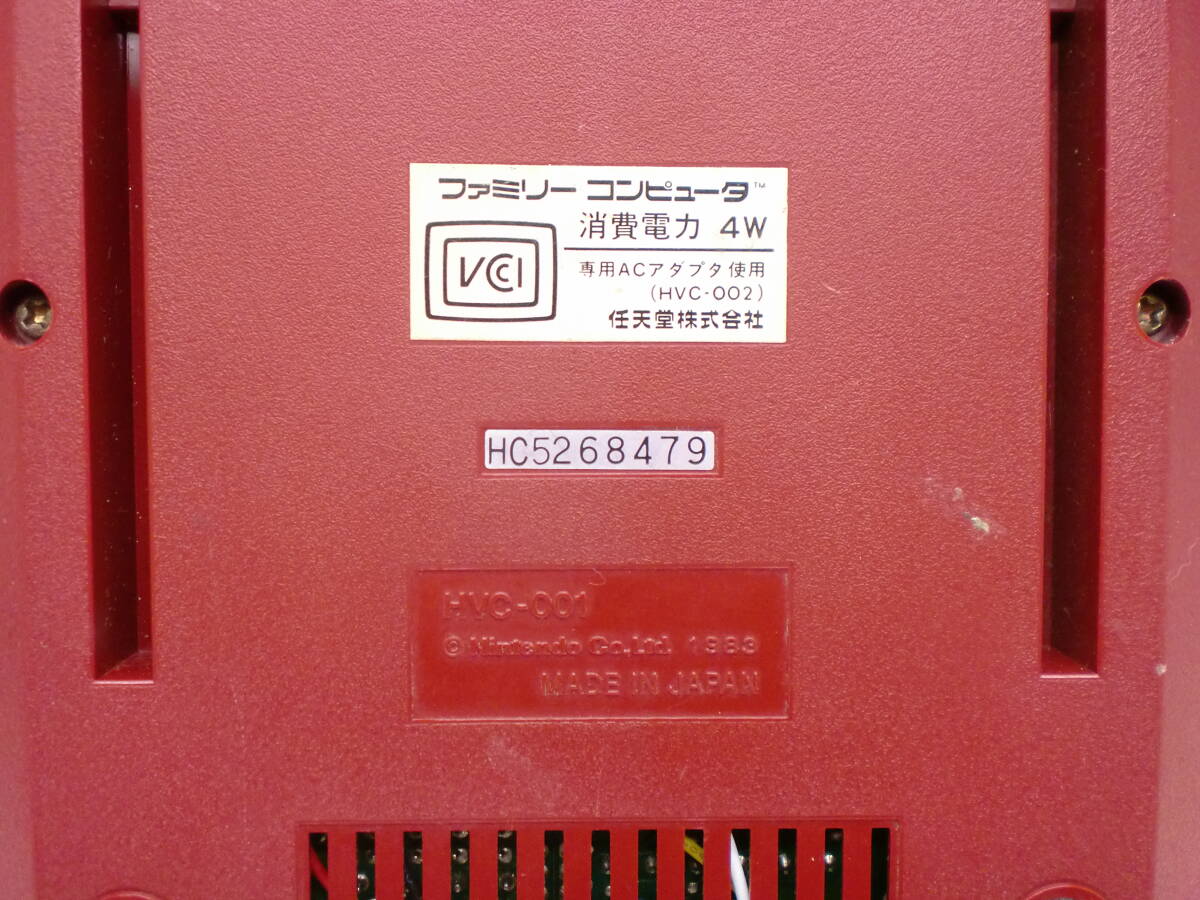 ファミリー コンピュータ™
VCCI
消費電力 4W
専用ACアダプタ使用
(HVC-002)
任天堂株式会社
HC5268479
HVC-001
© Nintendo Co.,Ltd. 1983
MADE IN JAPAN